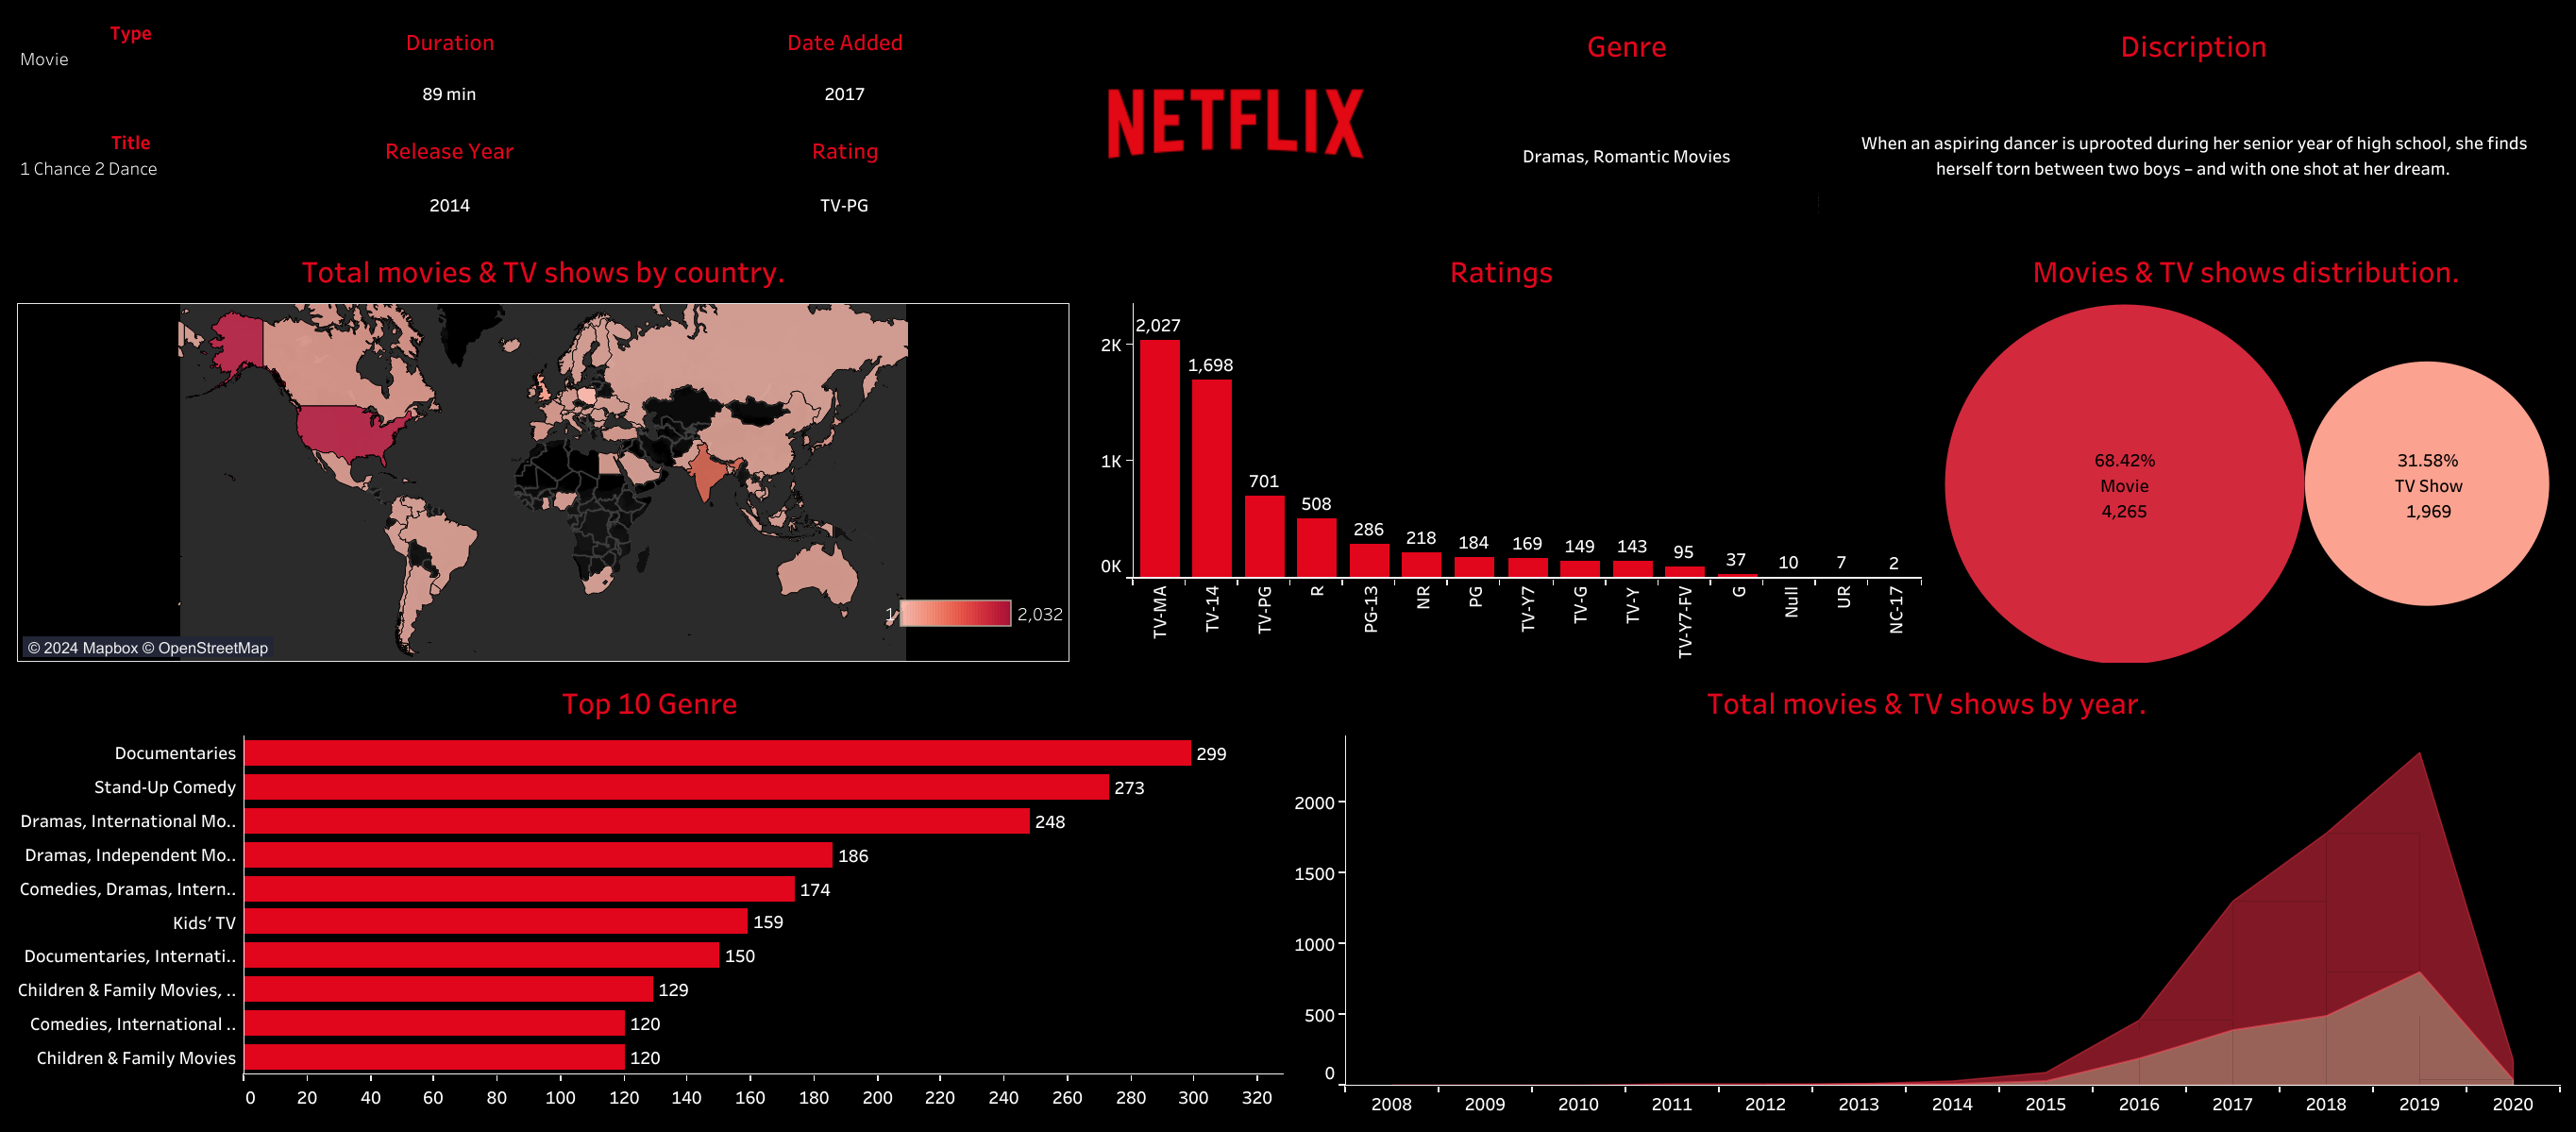 Type
Movie
Duration
89 min
Date Added
2017
Title
1 Chance 2 Dance
Release Year
2014
Rating
TV-PG
NETFLIX
Genre
Dramas, Romantic Movies
Discription
When an aspiring dancer is uprooted during her senior year of high school, she finds
herself torn between two boys – and with one shot at her dream.
Total movies & TV shows by country.
1
2,032
© 2024 Mapbox © OpenStreetMap
Ratings
2K
1K
0K
2,027
1,698
701
508
286
218
184
169
149
143
95
37
10
7
2
TV-MA
TV-14
TV-PG
R
PG-13
NR
PG
TV-Y7
TV-G
TV-Y
TV-Y7-FV
G
Null
UR
NC-17
Movies & TV shows distribution.
68.42%
Movie
4,265
31.58%
TV Show
1,969
Top 10 Genre
Documentaries 299
Stand-Up Comedy 273
Dramas, International Mo.. 248
Dramas, Independent Mo.. 186
Comedies, Dramas, Intern.. 174
Kids' TV 159
Documentaries, Internati.. 150
Children & Family Movies, .. 129
Comedies, International .. 120
Children & Family Movies 120
0 20 40 60 80 100 120 140 160 180 200 220 240 260 280 300 320
Total movies & TV shows by year.
2000
1500
1000
500
0
2008 2009 2010 2011 2012 2013 2014 2015 2016 2017 2018 2019 2020